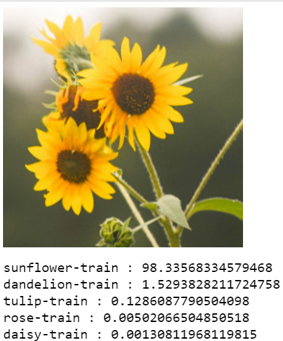 sunflower-train : 98.33568334579468
dandelion-train : 1.5293828211724758
tulip-train : 0.1286087790504098
rose-train : 0.00502066504850518
daisy-train : 0.00130811968119815